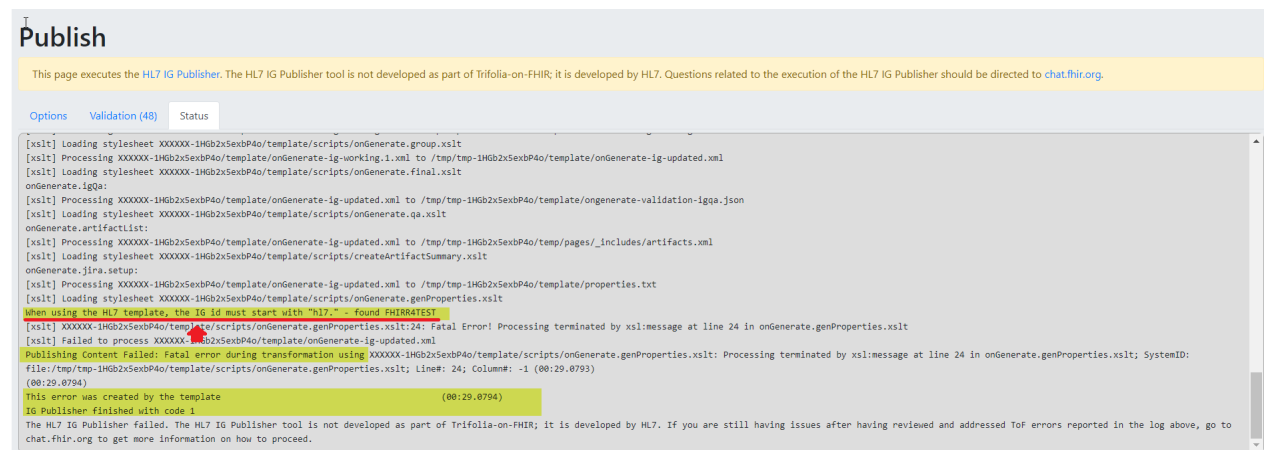 Publish
This page executes the HL7 IG Publisher. The HL7 IG Publisher tool is not developed as part of Trifolia-on-FHIR; it is developed by HL7. Questions related to the execution of the HL7 IG Publisher should be directed to chat.fhir.org.
Options Validation (48) Status
[xslt] Loading stylesheet XXXXXX-1HGb2x5exbP4o/template/scripts/onGenerate.group.xslt
[xslt] Processing XXXXXX-1HGb2x5exbP4o/template/onGenerate-ig-working.1.xml to /tmp/tmp-1HGb2x5exbP4o/template/onGenerate-ig-updated.xml
[xslt] Loading stylesheet XXXXXX-1HGb2x5exbP4o/template/scripts/onGenerate.final.xslt
onGenerate.igQa:
[xslt] Processing XXXXXX-1HGb2x5exbP4o/template/onGenerate-ig-updated.xml to /tmp/tmp-1HGb2x5exbP4o/template/ongenerate-validation-igqa.json
[xslt] Loading stylesheet XXXXXX-1HGb2x5exbP4o/template/scripts/onGenerate.qa.xslt
onGenerate.artifactList:
[xslt] Processing XXXXXX-1HGb2x5exbP4o/template/onGenerate-ig-updated.xml to /tmp/tmp-1HGb2x5exbP4o/temp/pages/_includes/artifacts.xml
[xslt] Loading stylesheet XXXXXX-1HGb2x5exbP4o/template/scripts/createArtifactSummary.xslt
onGenerate.jira.setup:
[xslt] Processing XXXXXX-1HGb2x5exbP4o/template/onGenerate-ig-updated.xml to /tmp/tmp-1HGb2x5exbP4o/template/properties.txt
[xslt] Loading stylesheet XXXXXX-1HGb2x5exbP4o/template/scripts/onGenerate.genProperties.xslt
When using the HL7 template, the IG id must start with "hl7." - found FHIRR4TEST
[xslt] XXXXXX-1HGb2x5exbP4o/template/scripts/onGenerate.genProperties.xslt:24: Fatal Error! Processing terminated by xsl:message at line 24 in onGenerate.genProperties.xslt
[xslt] Failed to process XXXXXX-1HGb2x5exbP4o/template/onGenerate-ig-updated.xml
Publishing Content Failed: Fatal error during transformation using XXXXXX-1HGb2x5exbP4o/template/scripts/onGenerate.genProperties.xslt: Processing terminated by xsl:message at line 24 in onGenerate.genProperties.xslt; SystemID:
file:/tmp/tmp-1HGb2x5exbP4o/template/scripts/onGenerate.genProperties.xslt; Line#: 24; Column#: -1 (00:29.0793)
(00:29.0794)
This error was created by the template (00:29.0794)
IG Publisher finished with code 1
The HL7 IG Publisher failed. The HL7 IG Publisher tool is not developed as part of Trifolia-on-FHIR; it is developed by HL7. If you are still having issues after having reviewed and addressed ToF errors reported in the log above, go to
chat.fhir.org to get more information on how to proceed.